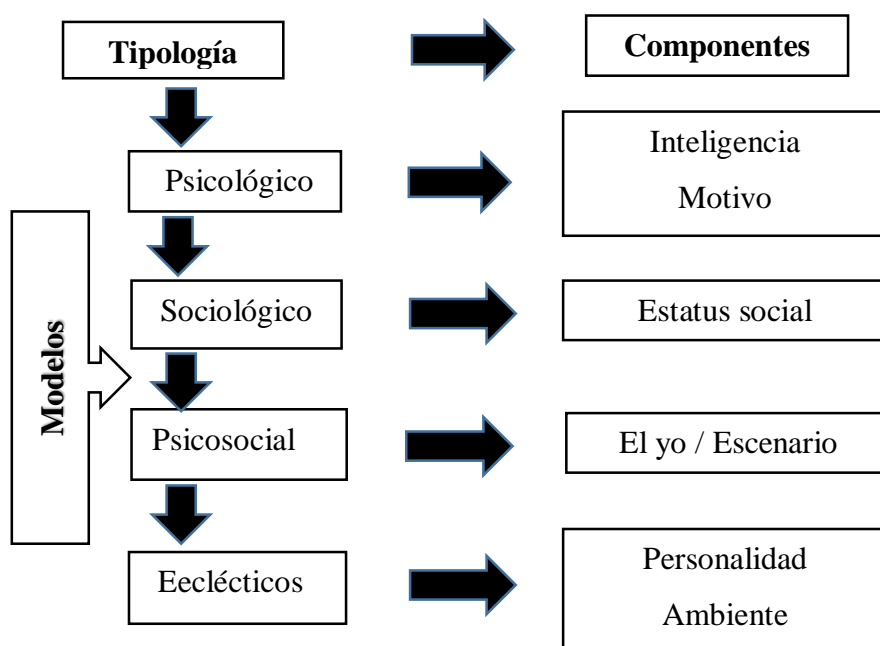 Tipología
Componentes
Psicológico
Inteligencia
Motivo
Modelos
Sociológico
Estatus social
Psicosocial
El yo / Escenario
Eeclécticos
Personalidad
Ambiente